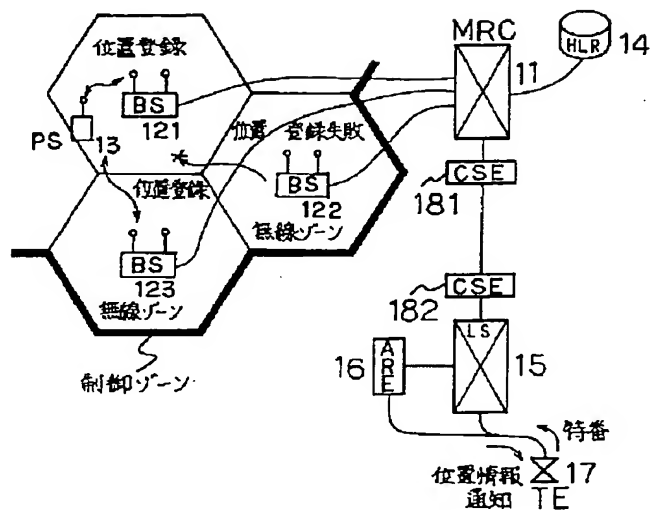 位置登録
BS
121
PS
13
位置 登録失敗
BS
122
無線ゾーン
位置登録
BS
123
無線ゾーン
制御ゾーン
MRC
11
HLR
14
CSE
181
CSE
182
LS
15
ARE
16
特番
17
TE
位置情報
通知